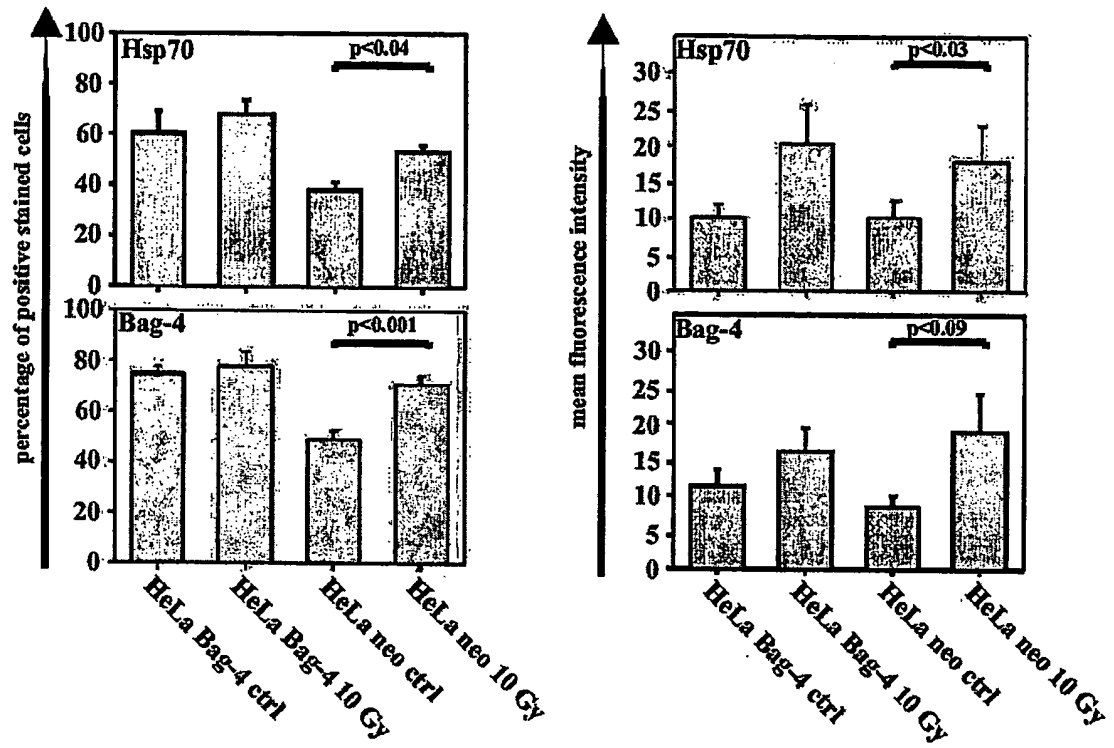 percentage of positive stained cells
Hsp70
p<0.04
100
80
60
40
20
0
Bag-4
p<0.001
100
80
60
40
20
0
HeLa Bag-4 ctrl
HeLa Bag-4 10 Gy
HeLa neo ctrl
HeLa neo 10 Gy
mean fluorescence intensity
Hsp70
p<0.03
30
25
20
15
10
5
0
Bag-4
p<0.09
30
25
20
15
10
5
0
HeLa Bag-4 ctrl
HeLa Bag-4 10 Gy
HeLa neo ctrl
HeLa neo 10 Gy